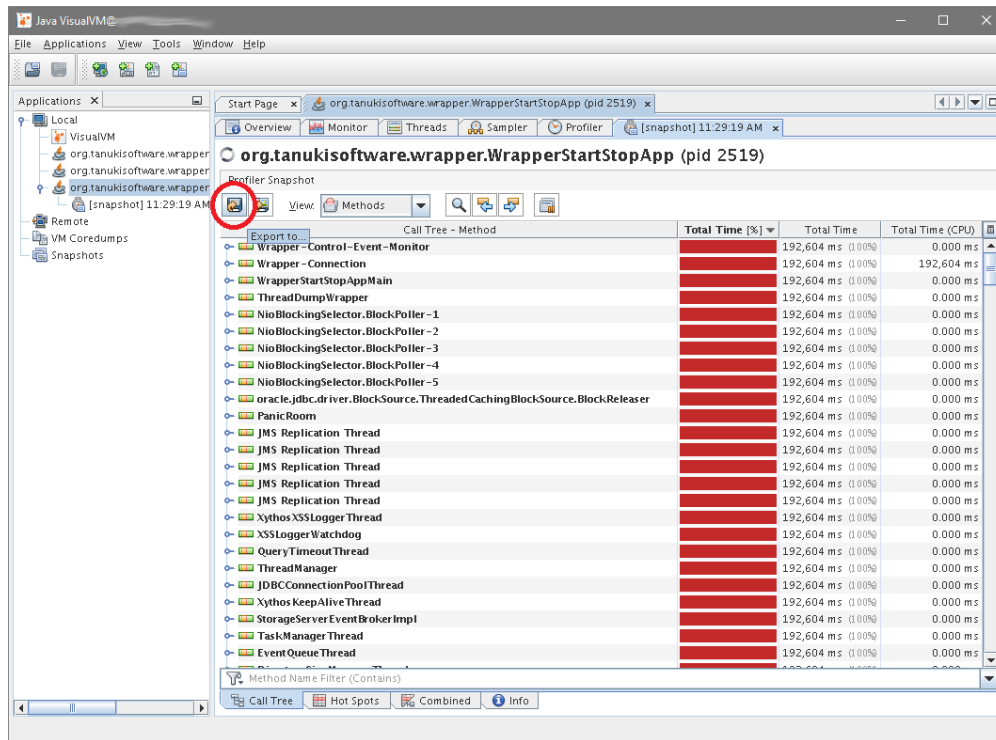 Java VisualVM@
File Applications View Tools Window Help
Applications
Local
VisualVM
org.tanukisoftware.wrapper
org.tanukisoftware.wrapper
org.tanukisoftware.wrapper
[snapshot] 11:29:19 AM
Remote
VM Coredumps
Snapshots
Start Page org.tanukisoftware.wrapper.WrapperStartStopApp (pid 2519)
Overview Monitor Threads Sampler Profiler [snapshot] 11:29:19 AM
org.tanukisoftware.wrapper.WrapperStartStopApp (pid 2519)
Profiler Snapshot
View: Methods
Export to...
Call Tree - Method Total Time [%] Total Time Total Time (CPU)
Wrapper-Control-Event-Monitor 192,604 ms (100%) 0.000 ms
Wrapper-Connection 192,604 ms (100%) 192,604 ms
WrapperStartStopAppMain 192,604 ms (100%) 0.000 ms
ThreadDumpWrapper 192,604 ms (100%) 0.000 ms
NioBlockingSelector.BlockPoller-1 192,604 ms (100%) 0.000 ms
NioBlockingSelector.BlockPoller-2 192,604 ms (100%) 0.000 ms
NioBlockingSelector.BlockPoller-3 192,604 ms (100%) 0.000 ms
NioBlockingSelector.BlockPoller-4 192,604 ms (100%) 0.000 ms
NioBlockingSelector.BlockPoller-5 192,604 ms (100%) 0.000 ms
oracle.jdbc.driver.BlockSource.ThreadedCachingBlockSource.BlockReleaser 192,604 ms (100%) 0.000 ms
PanicRoom 192,604 ms (100%) 0.000 ms
JMS Replication Thread 192,604 ms (100%) 0.000 ms
JMS Replication Thread 192,604 ms (100%) 0.000 ms
JMS Replication Thread 192,604 ms (100%) 0.000 ms
JMS Replication Thread 192,604 ms (100%) 0.000 ms
JMS Replication Thread 192,604 ms (100%) 0.000 ms
XythosXSSLoggerThread 192,604 ms (100%) 0.000 ms
XSSLoggerWatchdog 192,604 ms (100%) 0.000 ms
QueryTimeoutThread 192,604 ms (100%) 0.000 ms
ThreadManager 192,604 ms (100%) 0.000 ms
JDBCConnectionPoolThread 192,604 ms (100%) 0.000 ms
XythosKeepAliveThread 192,604 ms (100%) 0.000 ms
StorageServerEventBrokerImpl 192,604 ms (100%) 0.000 ms
TaskManagerThread 192,604 ms (100%) 0.000 ms
EventQueueThread 192,604 ms (100%) 0.000 ms
Method Name Filter (Contains)
Call Tree Hot Spots Combined Info